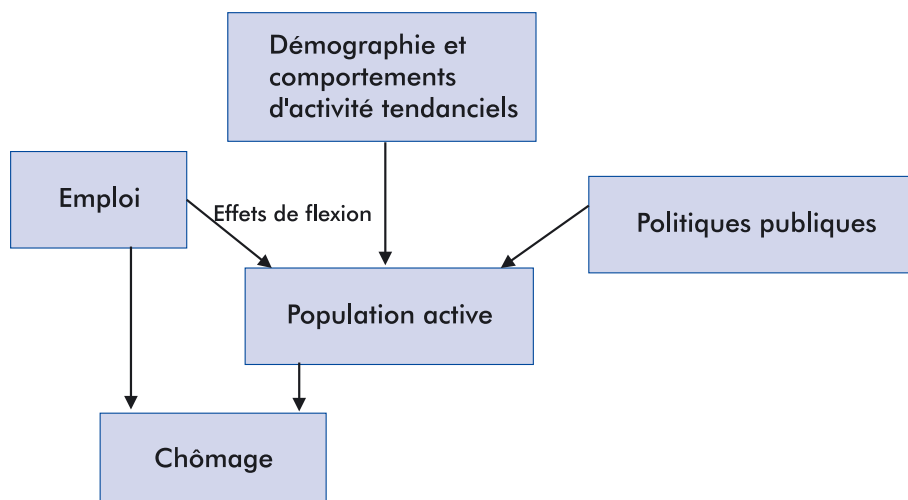 Démographie et
comportements
d'activité tendanciels
Emploi
Effets de flexion
Politiques publiques
Population active
Chômage